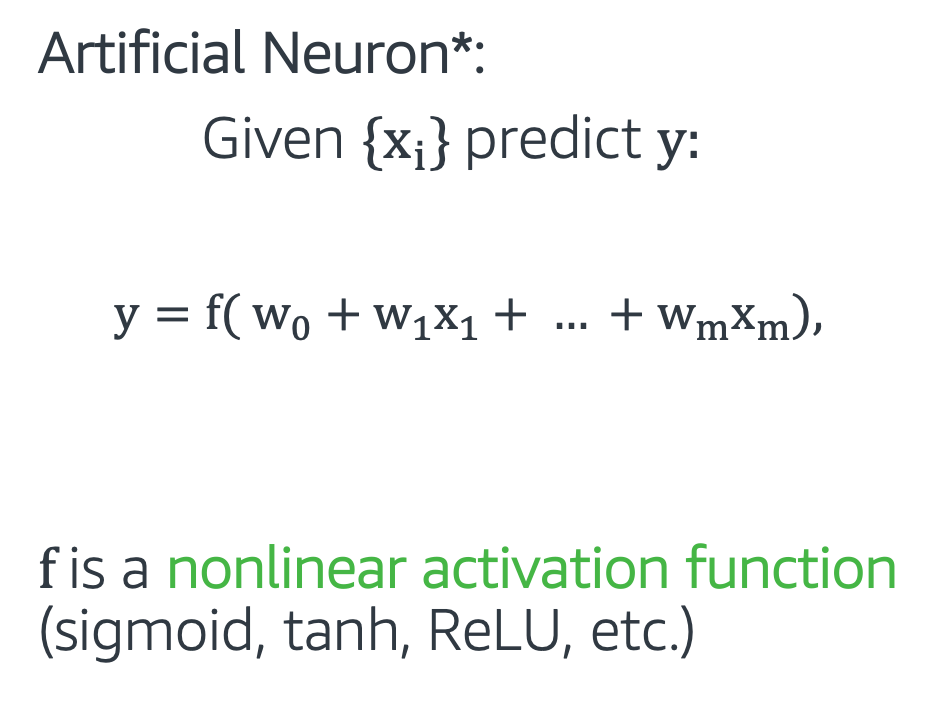 Artificial Neuron*:
Given {xᵢ} predict y:
y = f( w₀ + w₁x₁ + ... + wₘxₘ),
f is a nonlinear activation function
(sigmoid, tanh, ReLU, etc.)